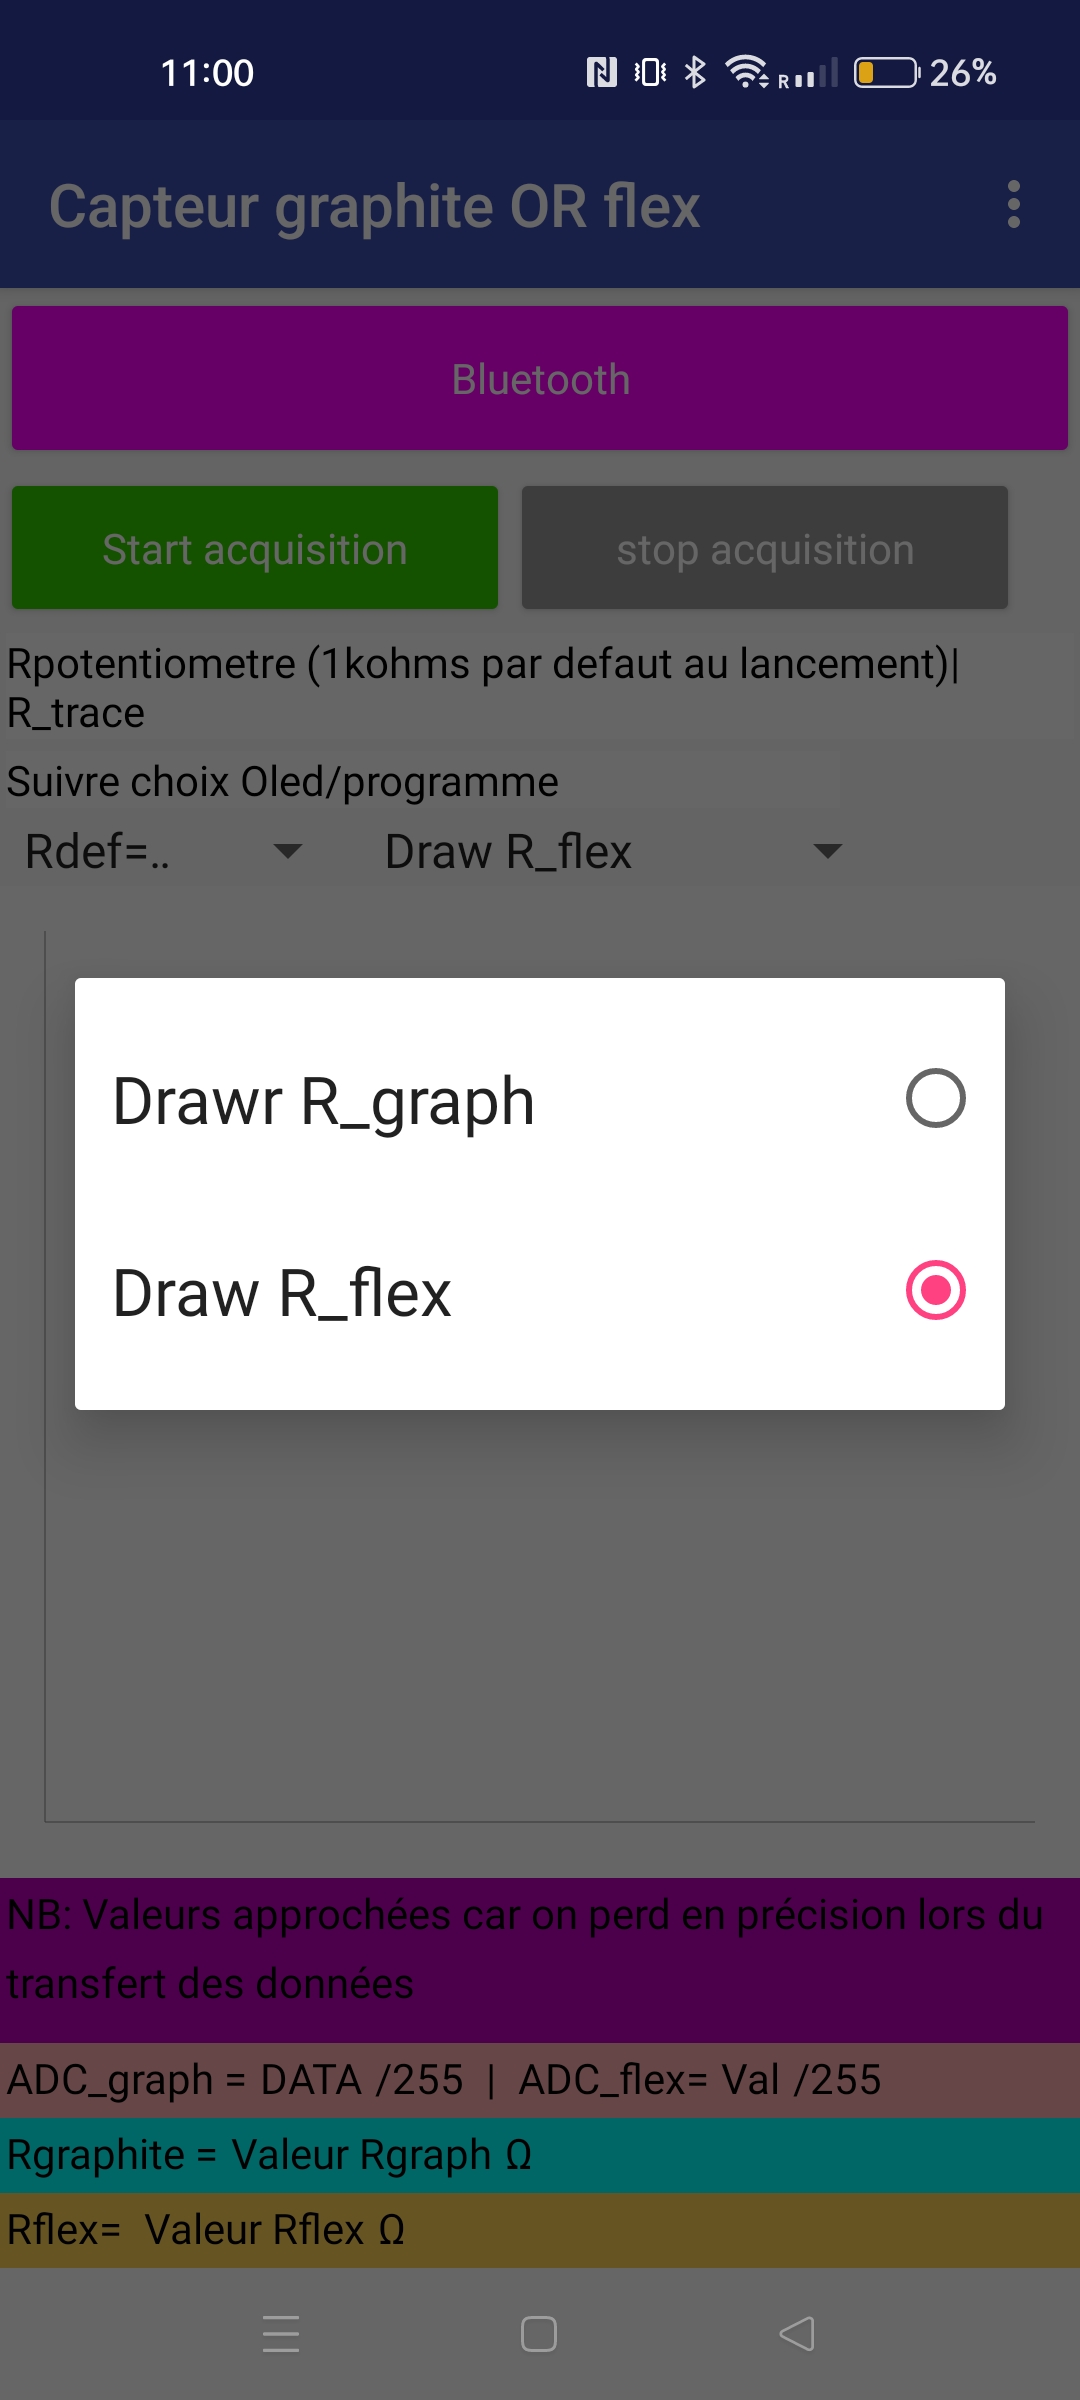 11:00
R
26%
Capteur graphite OR flex
Bluetooth
Start acquisition
stop acquisition
Rpotentiometre (1kohms par defaut au lancement)|
R_trace
Suivre choix Oled/programme
Rdef=..
Draw R_flex
Drawr R_graph
Draw R_flex
NB: Valeurs approchées car on perd en précision lors du
transfert des données
ADC_graph = DATA /255 | ADC_flex= Val /255
Rgraphite = Valeur Rgraph Ω
Rflex= Valeur Rflex Ω